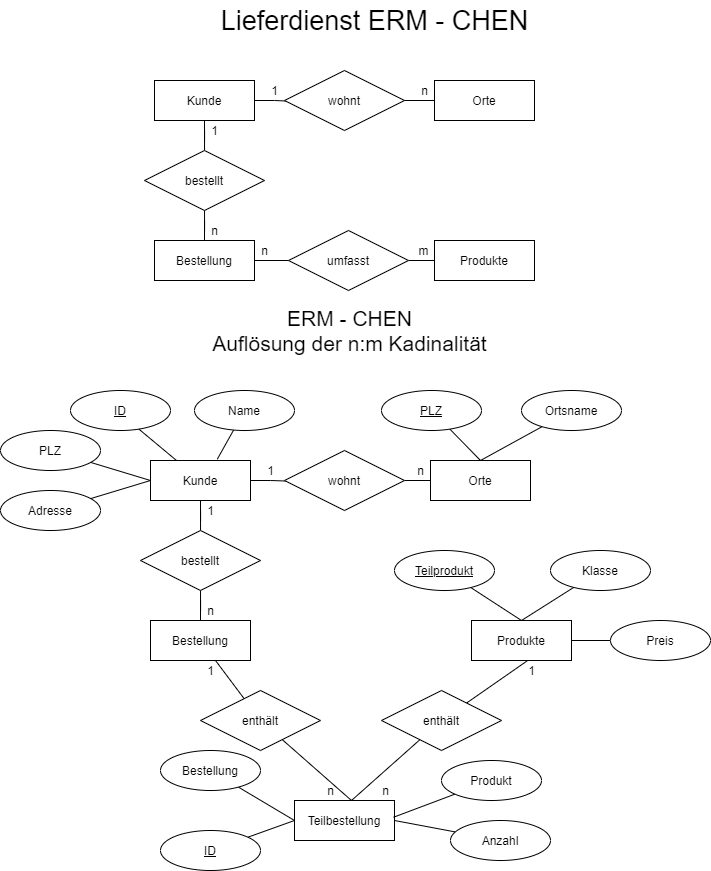 Lieferdienst ERM - CHEN
Kunde
1
wohnt
n
Orte
1
bestellt
n
Bestellung
n
umfasst
m
Produkte
ERM - CHEN
Auflösung der n:m Kadinalität
ID
Name
PLZ
Ortsname
PLZ
Kunde
1
wohnt
n
Orte
Adresse
1
bestellt
Teilprodukt
Klasse
n
Bestellung
Produkte
Preis
1
1
enthält
enthält
Bestellung
n
n
Produkt
Teilbestellung
ID
Anzahl